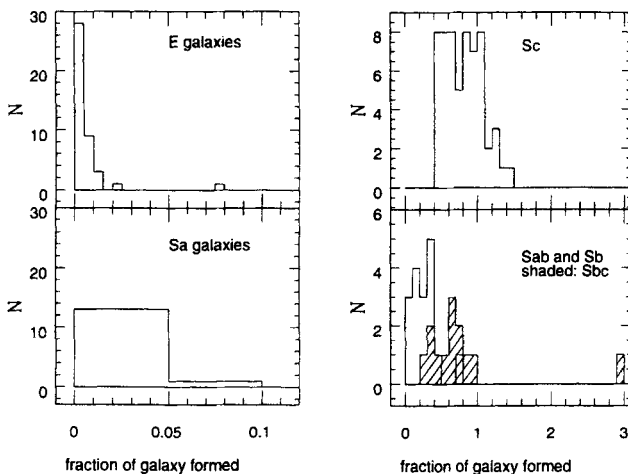 30
20
10
0
N
E galaxies
30
20
10
0
N
Sa galaxies
0
0.05
0.1
fraction of galaxy formed
8
6
4
2
0
N
Sc
6
4
2
0
N
Sab and Sb
shaded: Sbc
0
1
2
3
fraction of galaxy formed